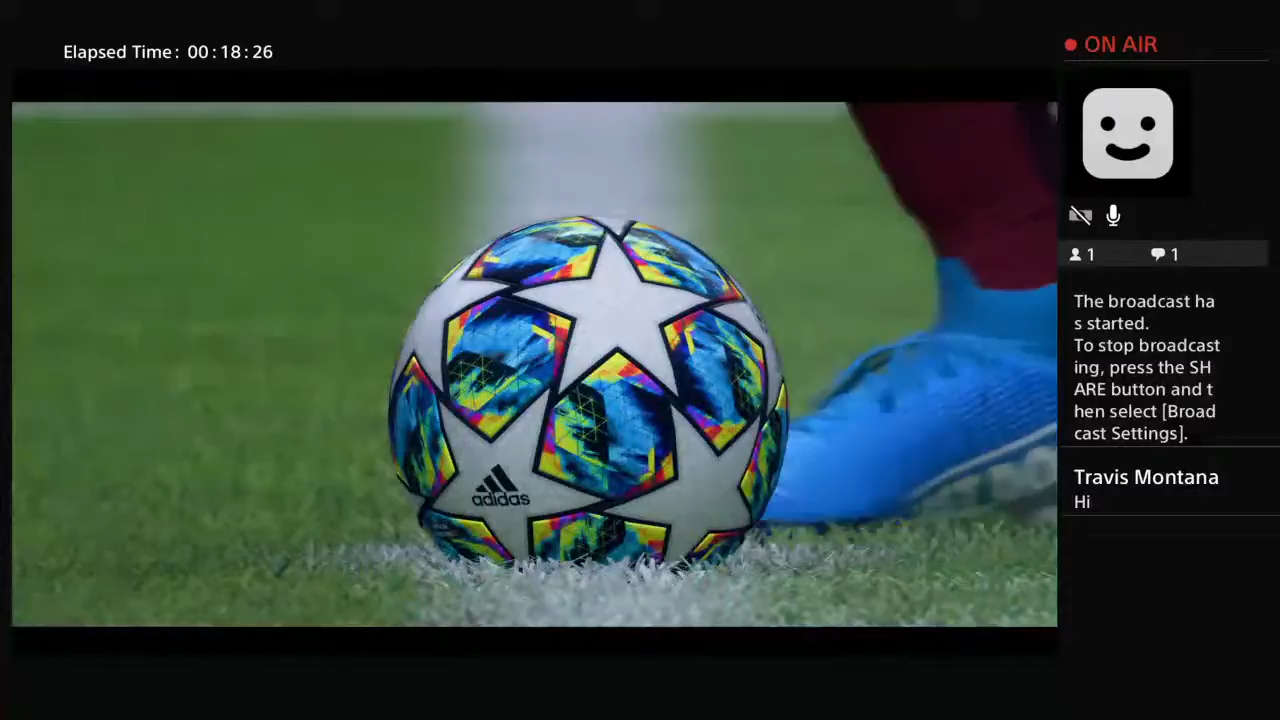 Elapsed Time: 00:18:26
ON AIR
1
1
The broadcast ha
s started.
To stop broadcast
ing, press the SH
ARE button and t
hen select [Broad
cast Settings].
Travis Montana
Hi
adidas